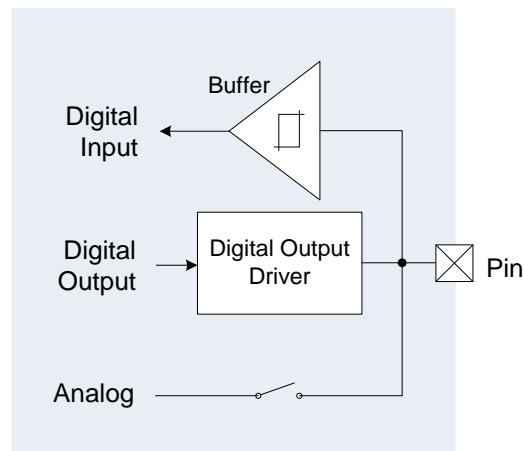 Buffer
Digital
Input
Digital
Output
Digital Output
Driver
Pin
Analog